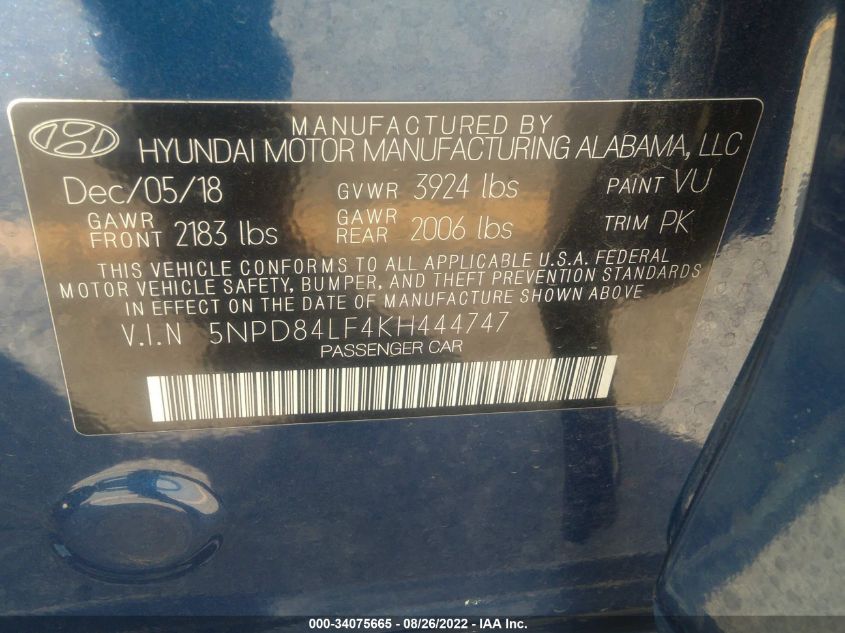 MANUFACTURED BY
HYUNDAI MOTOR MANUFACTURING ALABAMA, LLC
Dec/05/18 GVWR 3924 lbs PAINT VU
GAWR FRONT 2183 lbs GAWR REAR 2006 lbs TRIM PK
THIS VEHICLE CONFORMS TO ALL APPLICABLE U.S.A. FEDERAL
MOTOR VEHICLE SAFETY, BUMPER, AND THEFT PREVENTION STANDARDS
IN EFFECT ON THE DATE OF MANUFACTURE SHOWN ABOVE.
V.I.N 5NPD84LF4KH444747
PASSENGER CAR
000-34075665 - 08/26/2022 - IAA Inc.